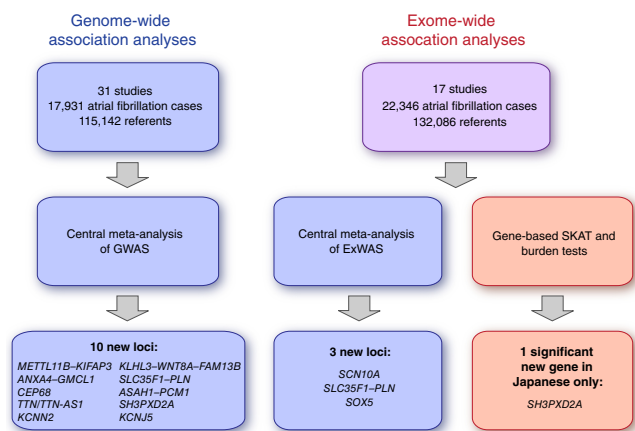 Genome-wide
association analyses
Exome-wide
assocation analyses
31 studies
17,931 atrial fibrillation cases
115,142 referents
17 studies
22,346 atrial fibrillation cases
132,086 referents
Central meta-analysis
of GWAS
Central meta-analysis
of ExWAS
Gene-based SKAT and
burden tests
10 new loci:
METTL11B–KIFAP3 KLHL3–WNT8A–FAM13B
ANXA4–GMCL1 SLC35F1–PLN
CEP68 ASAH1–PCM1
TTN/TTN-AS1 SH3PXD2A
KCNN2 KCNJ5
3 new loci:
SCN10A
SLC35F1–PLN
SOX5
1 significant
new gene in
Japanese only:
SH3PXD2A